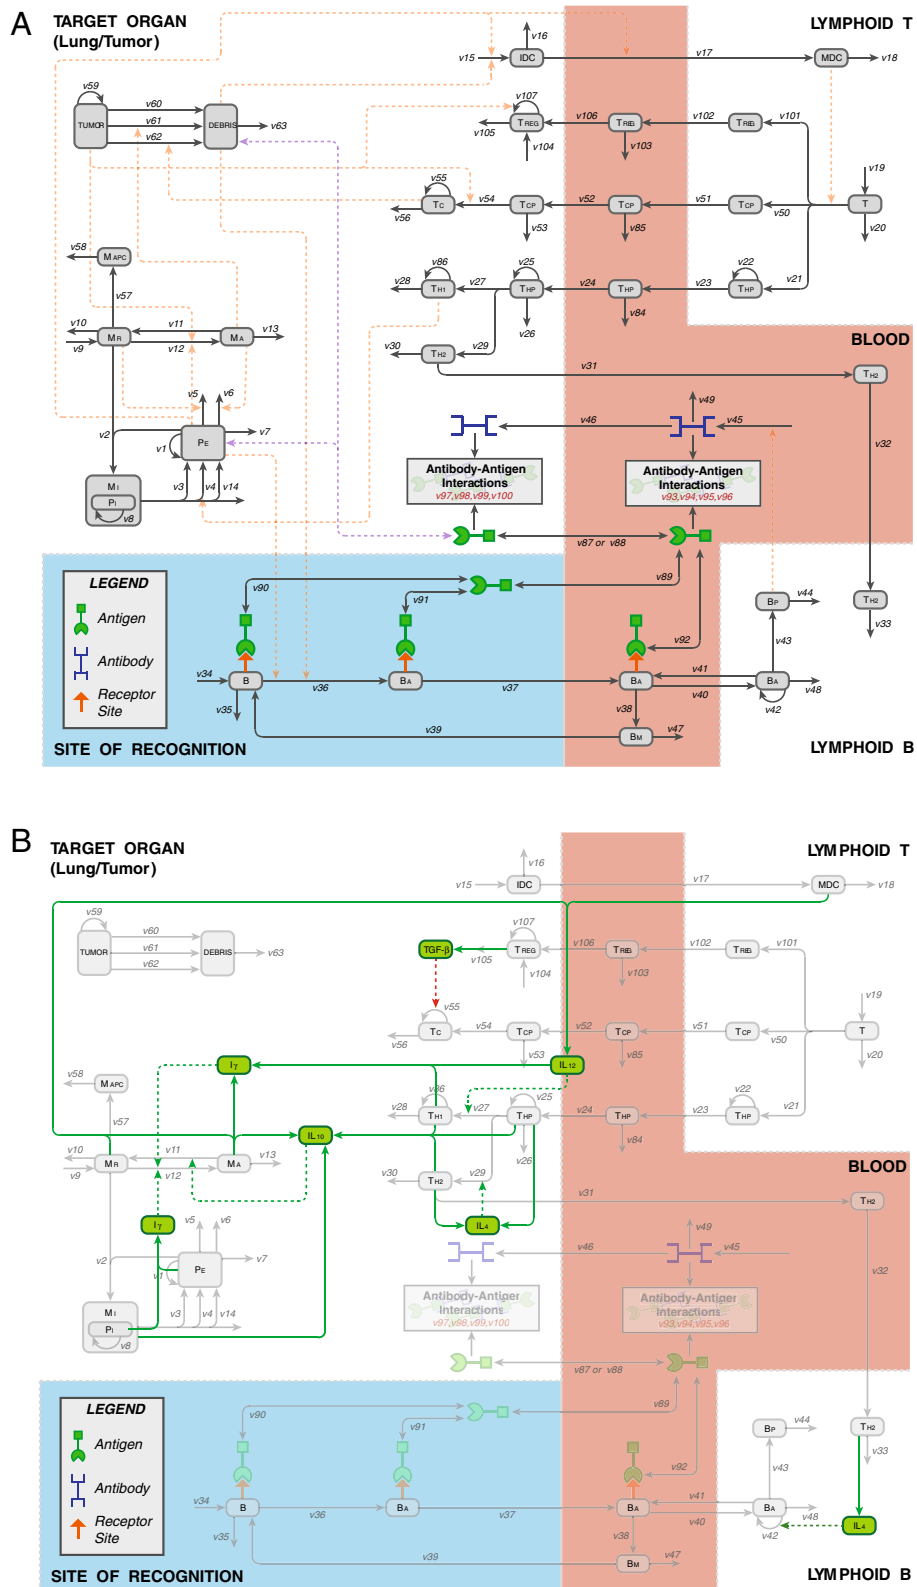 A
TARGET ORGAN
(Lung/Tumor)
LYMPHOID T
v16
v15
IDC
v17
MDC
v18
v59
v60
TUMOR
v61
DEBRIS
v63
v62
v107
TREG
v105
v104
v106
TREG
v103
v102
TREG
v101
v19
v55
TC
v56
v54
TCP
v53
v52
TCP
v85
v51
TCP
v50
T
v20
v58
MAPC
v57
v86
v28
TH1
v27
v25
THP
v26
v24
THP
v84
v23
v22
THP
v21
v10
v9
MR
v11
v12
MA
v13
v30
TH2
v29
BLOOD
v31
TH2
v5
v6
v49
v46
v45
v2
v1
PE
v7
v32
Antibody-Antigen
Interactions
v97,v98,v99,v100
Antibody-Antigen
Interactions
v93,v94,v95,v96
MI
PI
v8
v3
v4
v14
v87 or v88
LEGEND
Antigen
Antibody
Receptor
Site
v90
v91
v89
BP
v44
TH2
v33
v92
v43
v34
B
v35
v36
BA
v37
BA
v41
v40
BA
v48
v42
v38
v39
BM
v47
SITE OF RECOGNITION
LYMPHOID B
B
TARGET ORGAN
(Lung/Tumor)
LYMPHOID T
v16
v15
IDC
v17
MDC
v18
v59
v60
TUMOR
v61
DEBRIS
v63
v62
TGF-β
v107
TREG
v105
v104
v106
TREG
v103
v102
TREG
v101
v19
v55
TC
v56
v54
TCP
v53
v52
TCP
v85
v51
TCP
v50
T
v20
Iγ
IL12
v58
MAPC
v57
v86
v28
TH1
v27
v25
THP
v26
v24
THP
v84
v23
v22
THP
v21
IL10
v10
v9
MR
v11
v12
MA
v13
v30
TH2
v29
BLOOD
v31
TH2
Iγ
IL4
v5
v6
v49
v46
v45
v2
v1
PE
v7
v32
Antibody-Antigen
Interactions
v97,v98,v99,v100
Antibody-Antigen
Interactions
v93,v94,v95,v96
MI
PI
v8
v3
v4
v14
v87 or v88
LEGEND
Antigen
Antibody
Receptor
Site
v90
v91
v89
BP
v44
TH2
v33
v92
v43
v34
B
v35
v36
BA
v37
BA
v41
v40
BA
v48
v42
IL4
v38
v39
BM
v47
SITE OF RECOGNITION
LYMPHOID B